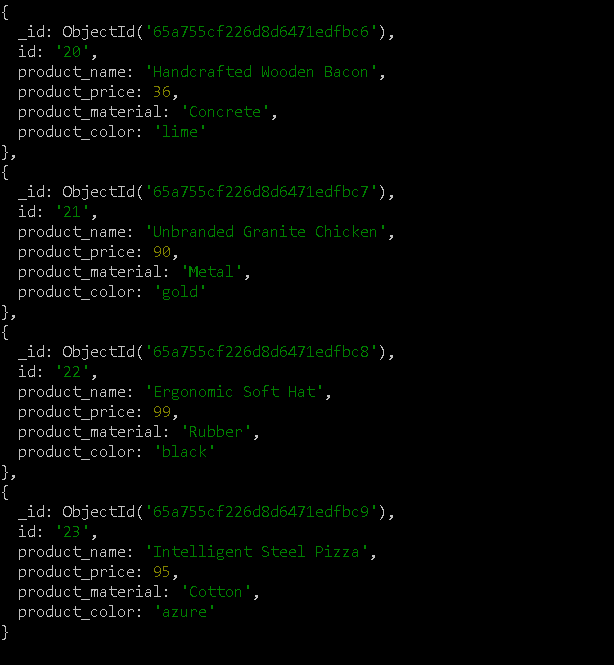 {
  _id: ObjectId('65a755cf226d8d6471edfbc6'),
  id: '20',
  product_name: 'Handcrafted Wooden Bacon',
  product_price: 36,
  product_material: 'Concrete',
  product_color: 'lime'
},
{
  _id: ObjectId('65a755cf226d8d6471edfbc7'),
  id: '21',
  product_name: 'Unbranded Granite Chicken',
  product_price: 90,
  product_material: 'Metal',
  product_color: 'gold'
},
{
  _id: ObjectId('65a755cf226d8d6471edfbc8'),
  id: '22',
  product_name: 'Ergonomic Soft Hat',
  product_price: 99,
  product_material: 'Rubber',
  product_color: 'black'
},
{
  _id: ObjectId('65a755cf226d8d6471edfbc9'),
  id: '23',
  product_name: 'Intelligent Steel Pizza',
  product_price: 95,
  product_material: 'Cotton',
  product_color: 'azure'
}